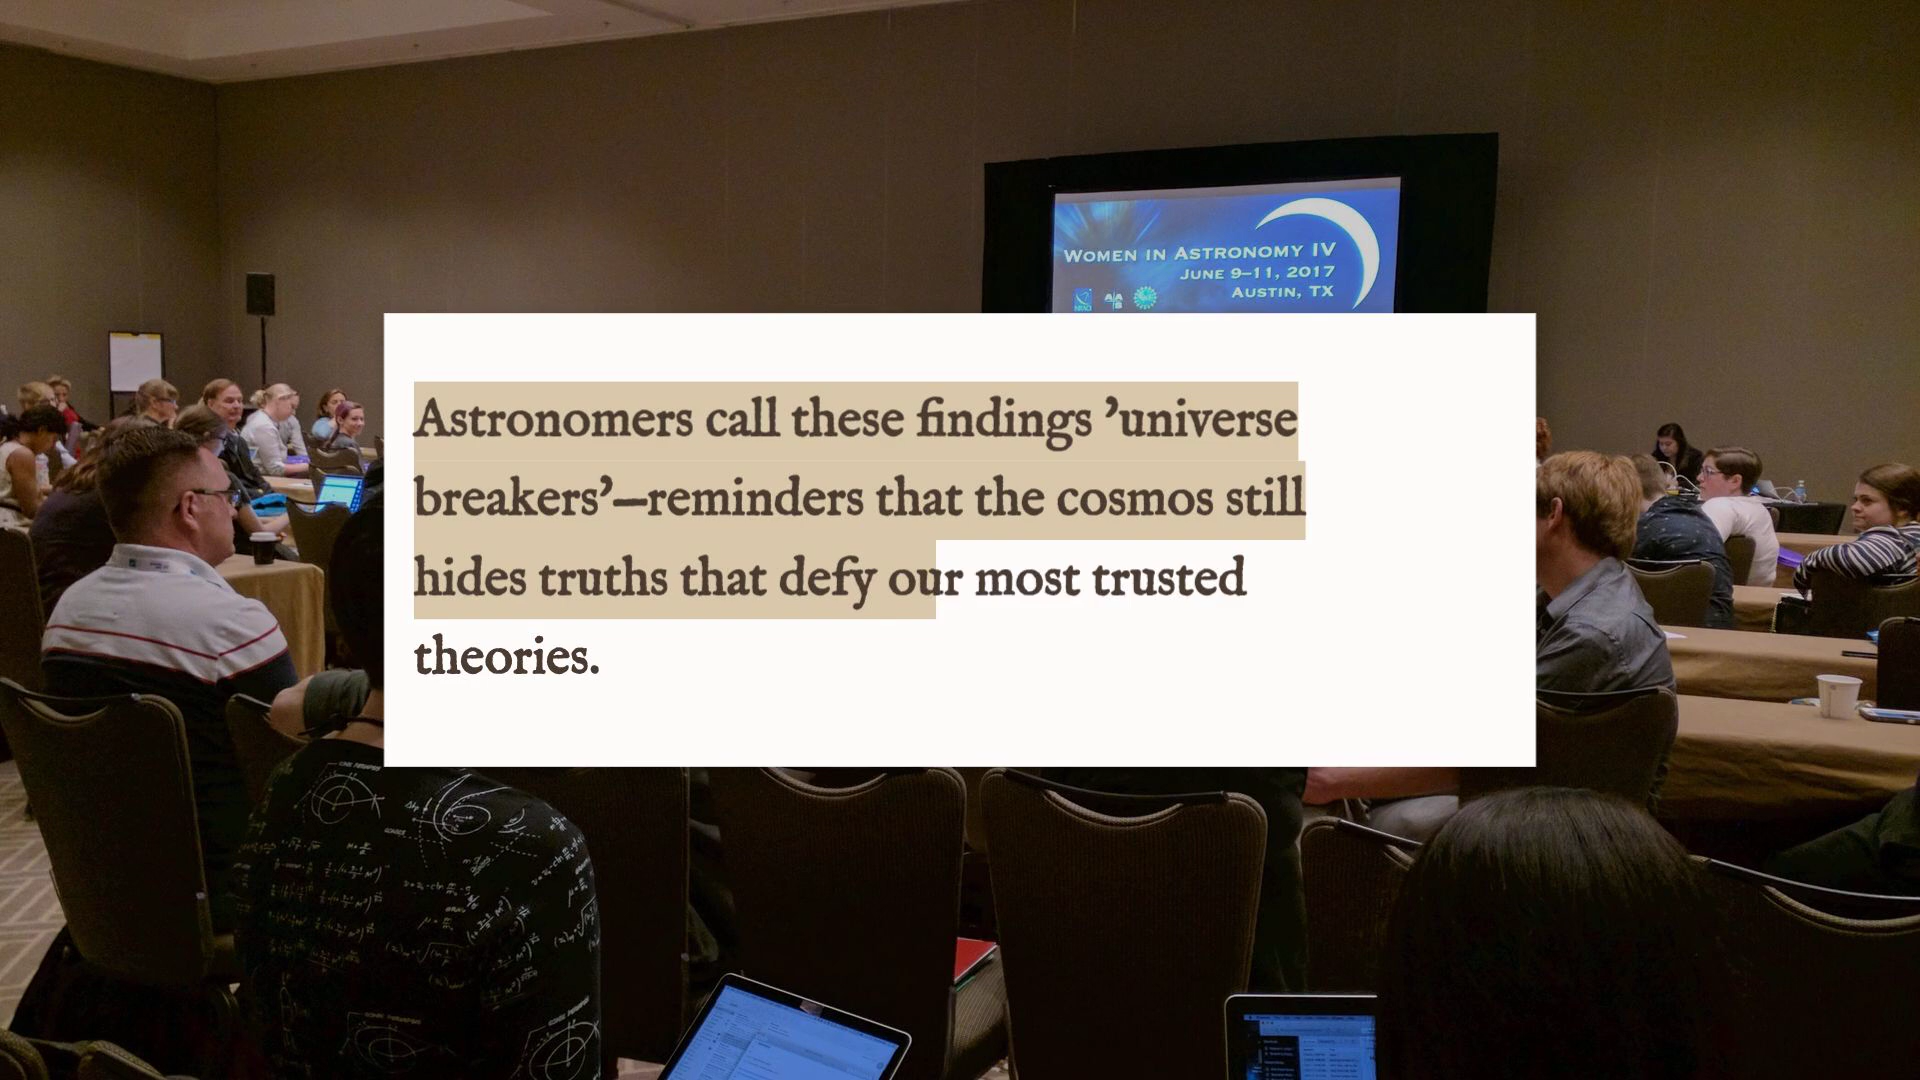 WOMEN IN ASTRONOMY IV
JUNE 9–11, 2017
AUSTIN, TX
Astronomers call these findings ’universe
breakers’—reminders that the cosmos still
hides truths that defy our most trusted
theories.